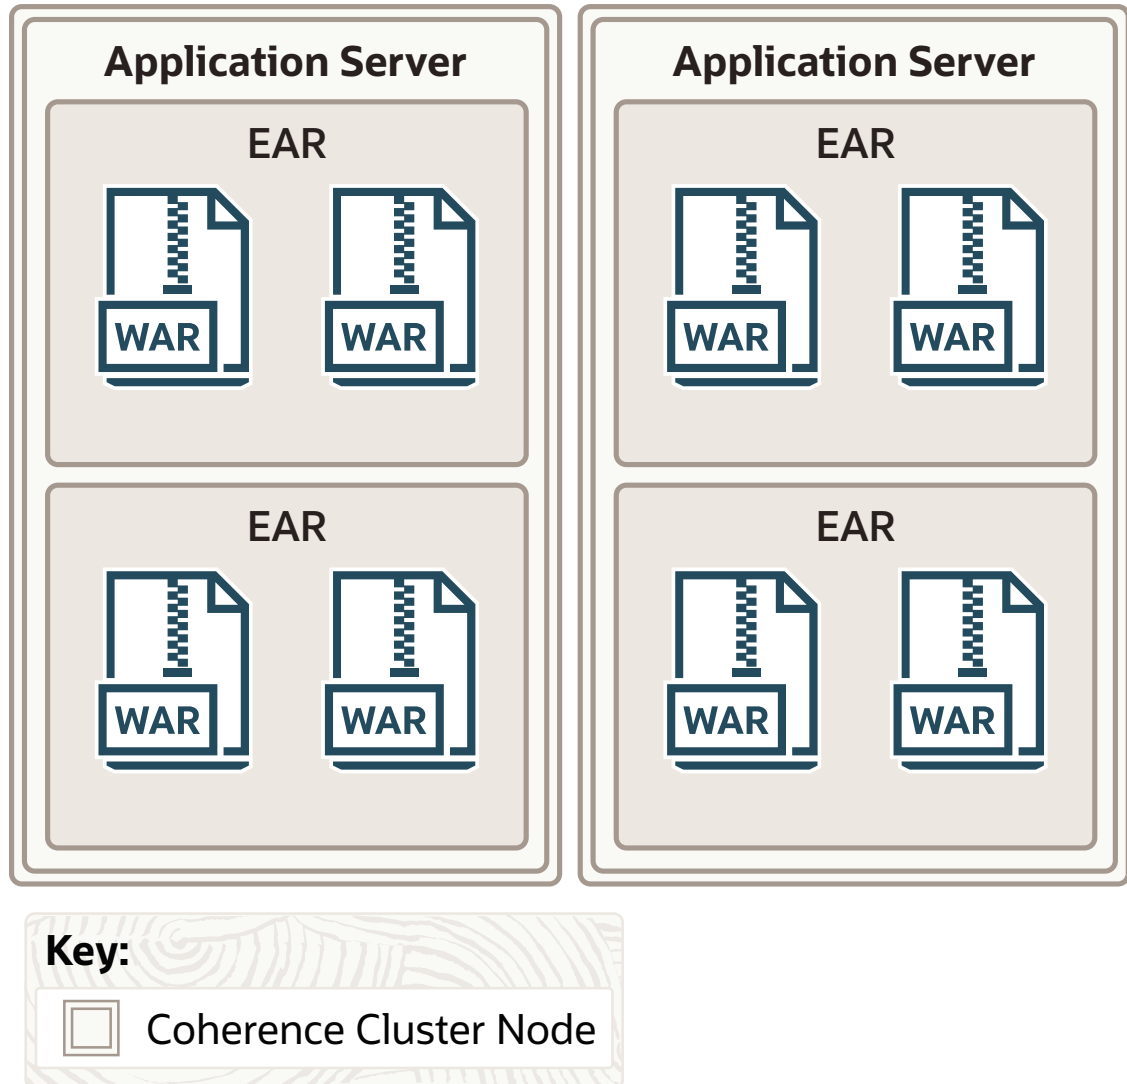 Application Server
EAR
WAR WAR
EAR
WAR WAR
Application Server
EAR
WAR WAR
EAR
WAR WAR
Key:
Coherence Cluster Node